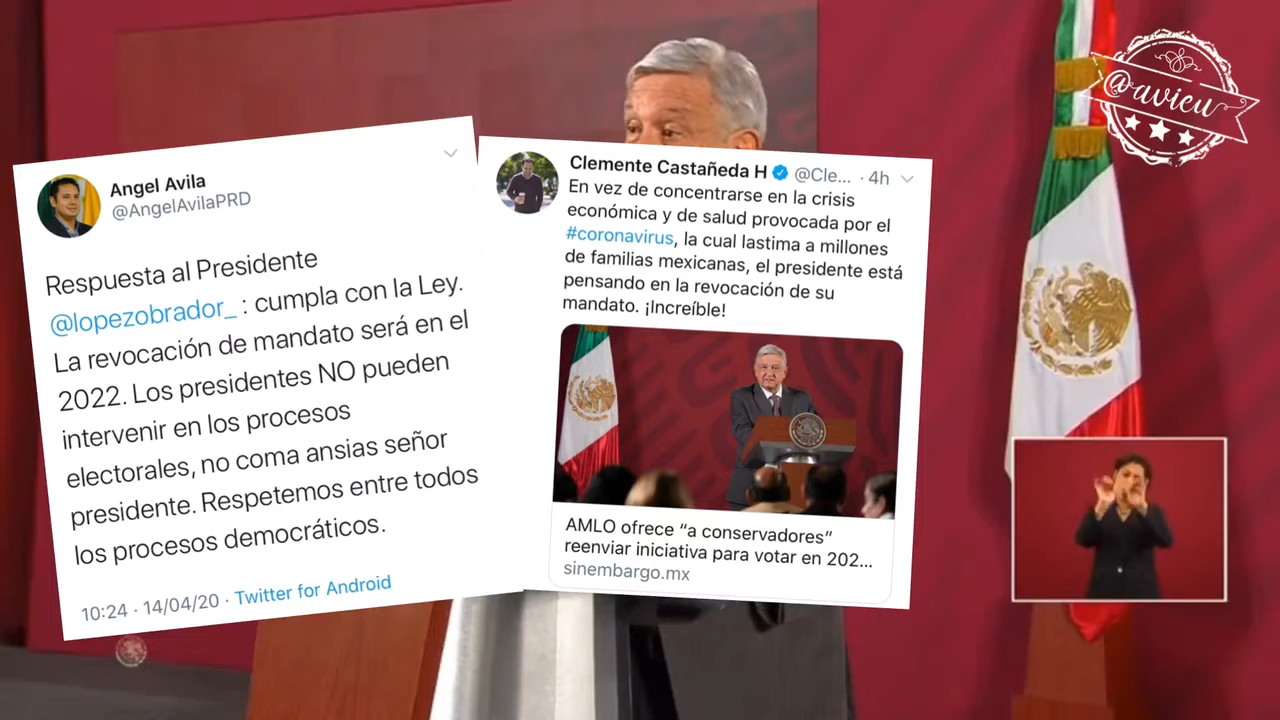 Angel Avila
@AngelAvilaPRD
Respuesta al Presidente
@lopezobrador_ : cumpla con la Ley.
La revocación de mandato será en el
2022. Los presidentes NO pueden
intervenir en los procesos
electorales, no coma ansias señor
presidente. Respetemos entre todos
los procesos democráticos.
10:24 · 14/04/20 · Twitter for Android
Clemente Castañeda H @Cle... · 4h
En vez de concentrarse en la crisis
económica y de salud provocada por el
#coronavirus, la cual lastima a millones
de familias mexicanas, el presidente está
pensando en la revocación de su
mandato. ¡Increíble!
AMLO ofrece “a conservadores”
reenviar iniciativa para votar en 202...
sinembargo.mx
@avieu